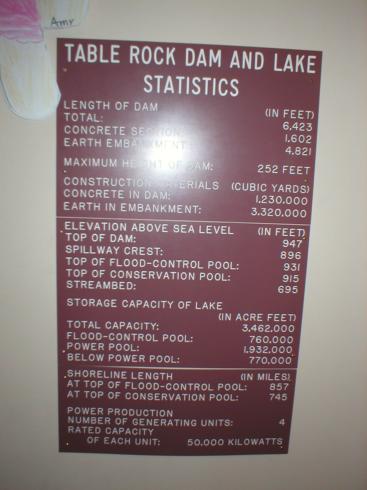 Amy
TABLE ROCK DAM AND LAKE
STATISTICS
LENGTH OF DAM (IN FEET)
TOTAL: 6,423
CONCRETE SECTION: 1,602
EARTH EMBANKMENT: 4,821
MAXIMUM HEIGHT OF DAM: 252 FEET
CONSTRUCTION MATERIALS (CUBIC YARDS)
CONCRETE IN DAM: 1,230,000
EARTH IN EMBANKMENT: 3,320,000
ELEVATION ABOVE SEA LEVEL (IN FEET)
TOP OF DAM: 947
SPILLWAY CREST: 896
TOP OF FLOOD-CONTROL POOL: 931
TOP OF CONSERVATION POOL: 915
STREAMBED: 695
STORAGE CAPACITY OF LAKE
(IN ACRE FEET)
TOTAL CAPACITY: 3,462,000
FLOOD-CONTROL POOL: 760,000
POWER POOL: 1,932,000
BELOW POWER POOL: 770,000
SHORELINE LENGTH (IN MILES)
AT TOP OF FLOOD-CONTROL POOL: 857
AT TOP OF CONSERVATION POOL: 745
POWER PRODUCTION
NUMBER OF GENERATING UNITS: 4
RATED CAPACITY
OF EACH UNIT: 50,000 KILOWATTS